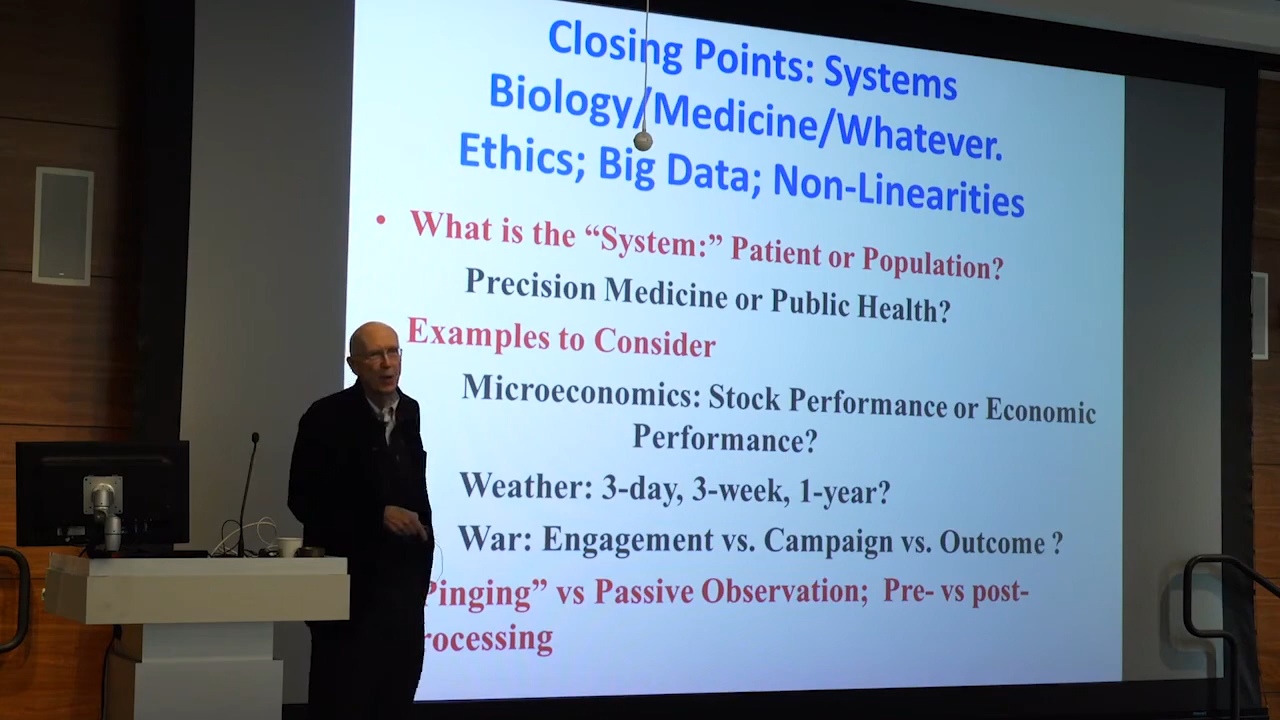 Closing Points: Systems
Biology/Medicine/Whatever.
Ethics; Big Data; Non-Linearities
• What is the “System:” Patient or Population?
Precision Medicine or Public Health?
Examples to Consider
Microeconomics: Stock Performance or Economic
Performance?
Weather: 3-day, 3-week, 1-year?
War: Engagement vs. Campaign vs. Outcome ?
Pinging” vs Passive Observation; Pre- vs post-
rocessing